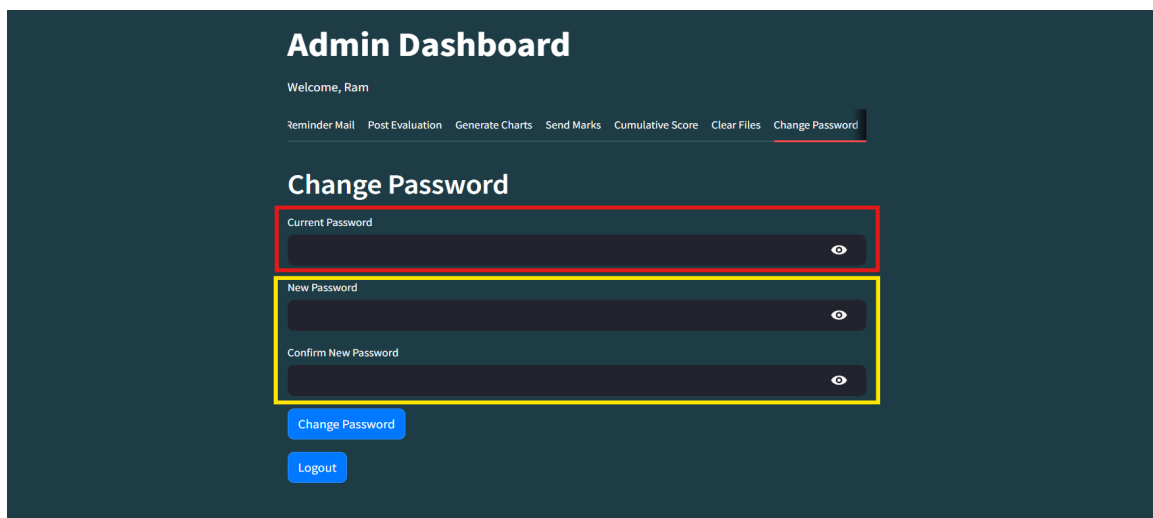 Admin Dashboard
Welcome, Ram
Reminder Mail Post Evaluation Generate Charts Send Marks Cumulative Score Clear Files Change Password
Change Password
Current Password
New Password
Confirm New Password
Change Password
Logout